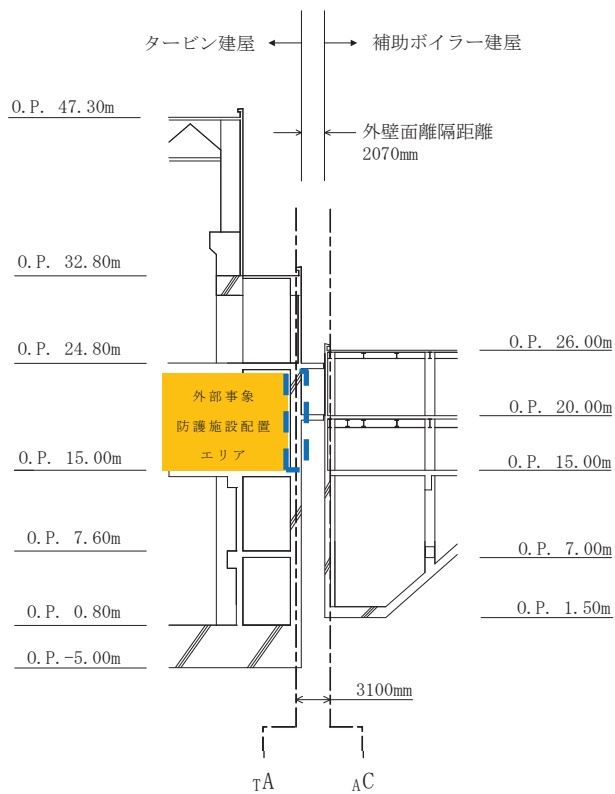 タービン建屋
補助ボイラー建屋
O.P. 47.30m
外壁面離隔距離
2070mm
O.P. 32.80m
O.P. 24.80m
O.P. 26.00m
外部事象
防護施設配置
エリア
O.P. 20.00m
O.P. 15.00m
O.P. 15.00m
O.P. 7.60m
O.P. 7.00m
O.P. 0.80m
O.P. 1.50m
O.P.-5.00m
3100mm
TA
AC